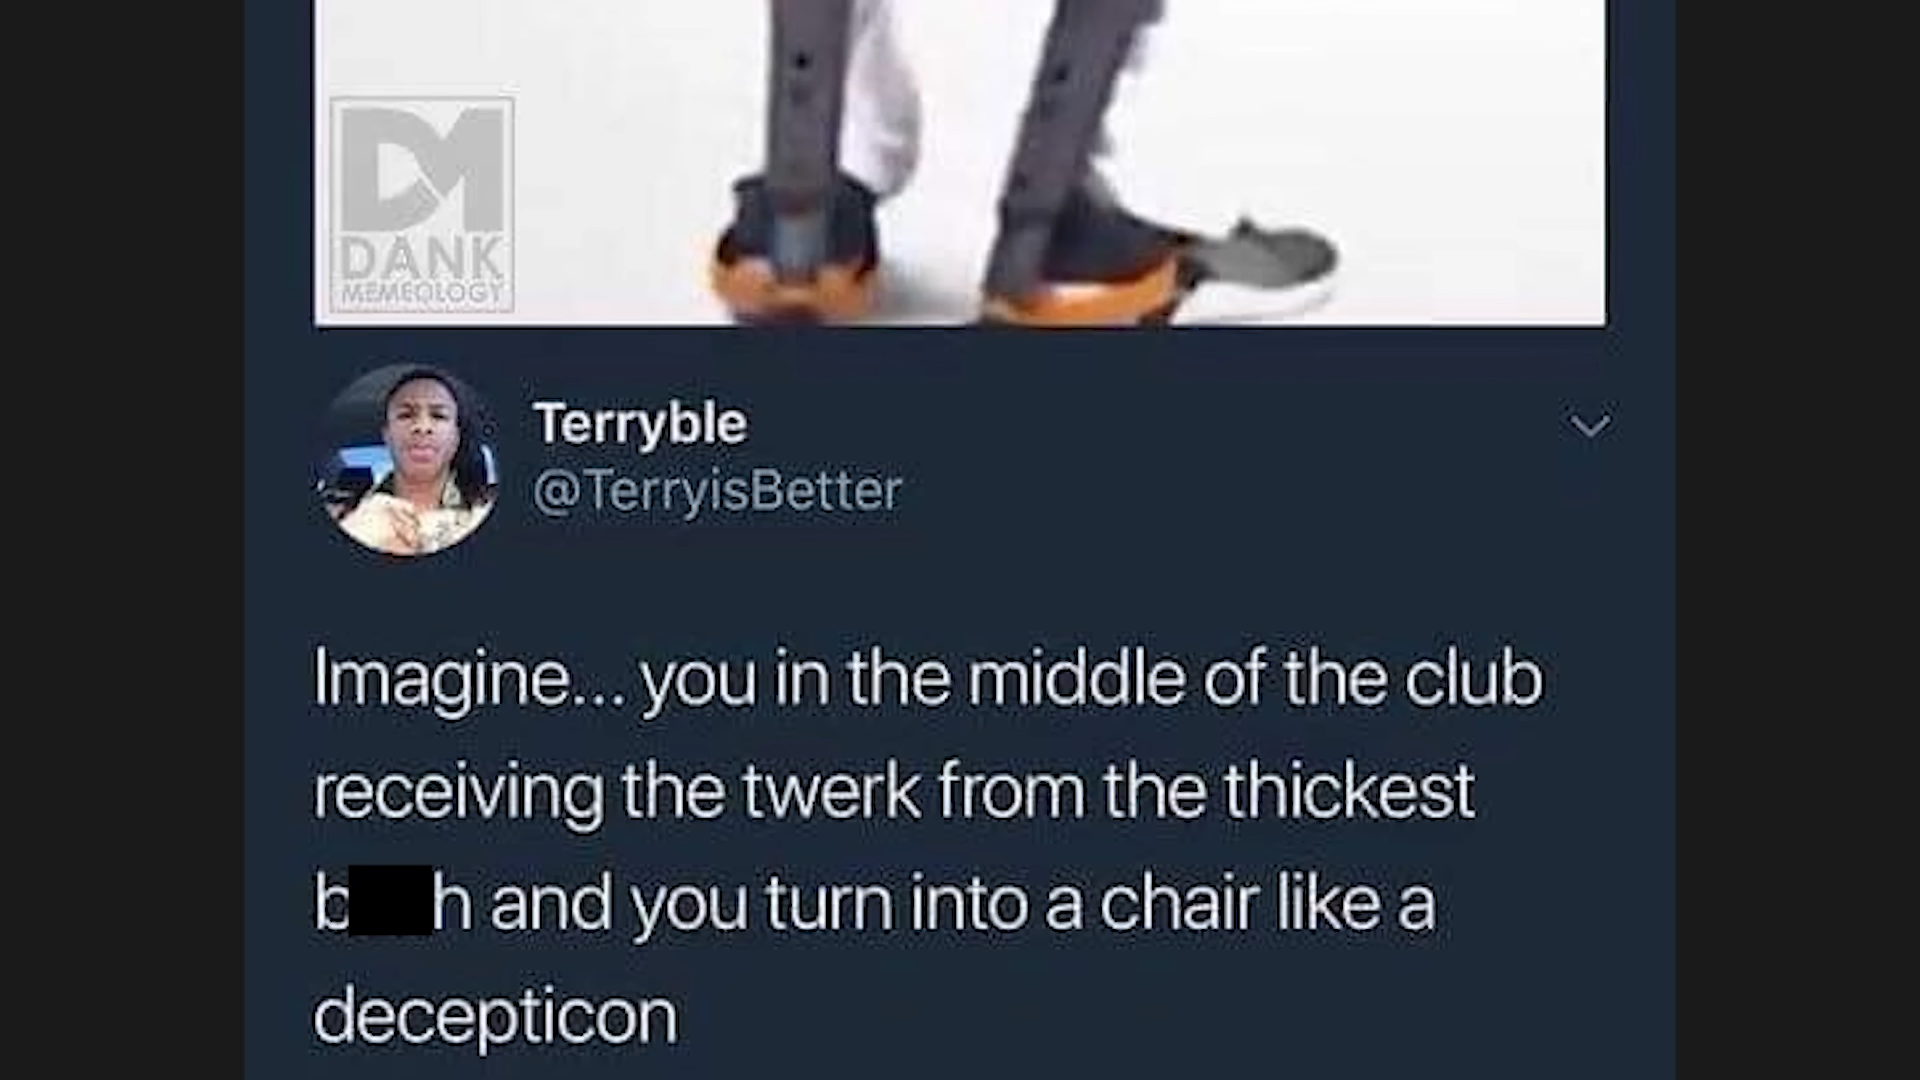 DM
DANK
MEMEOLOGY
Terryble
@TerryisBetter
Imagine... you in the middle of the club
receiving the twerk from the thickest
b h and you turn into a chair like a
decepticon